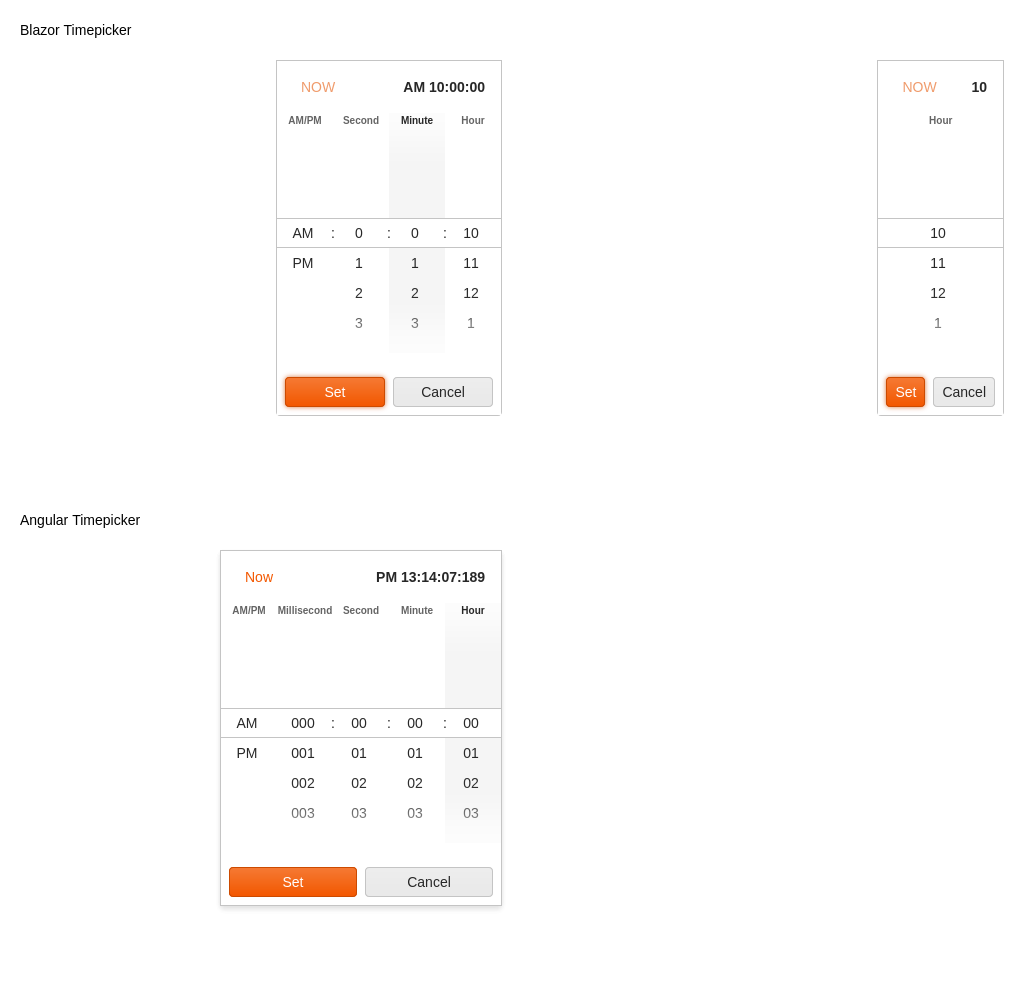 Blazor Timepicker
NOW AM 10:00:00
AM/PM Second Minute Hour
AM : 0 : 0 : 10
PM 1 1 11
2 2 12
3 3 1
Set Cancel
NOW 10
Hour
10
11
12
1
Set Cancel
Angular Timepicker
Now PM 13:14:07:189
AM/PM Millisecond Second Minute Hour
AM 000 : 00 : 00 : 00
PM 001 01 01 01
002 02 02 02
003 03 03 03
Set Cancel